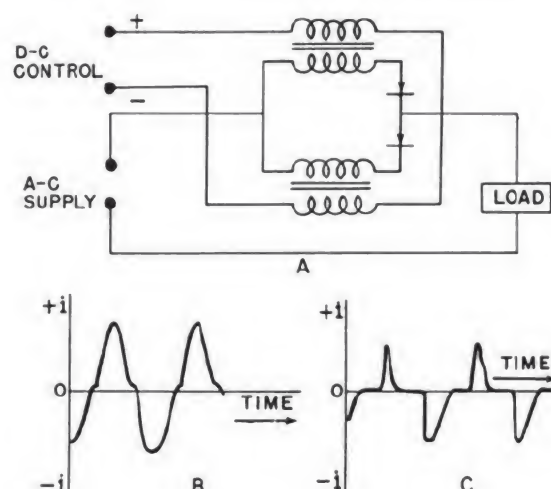 +
D-C
CONTROL
−
A-C
SUPPLY
LOAD
A
+i
0
TIME
-i
B
+i
0
TIME
-i
C